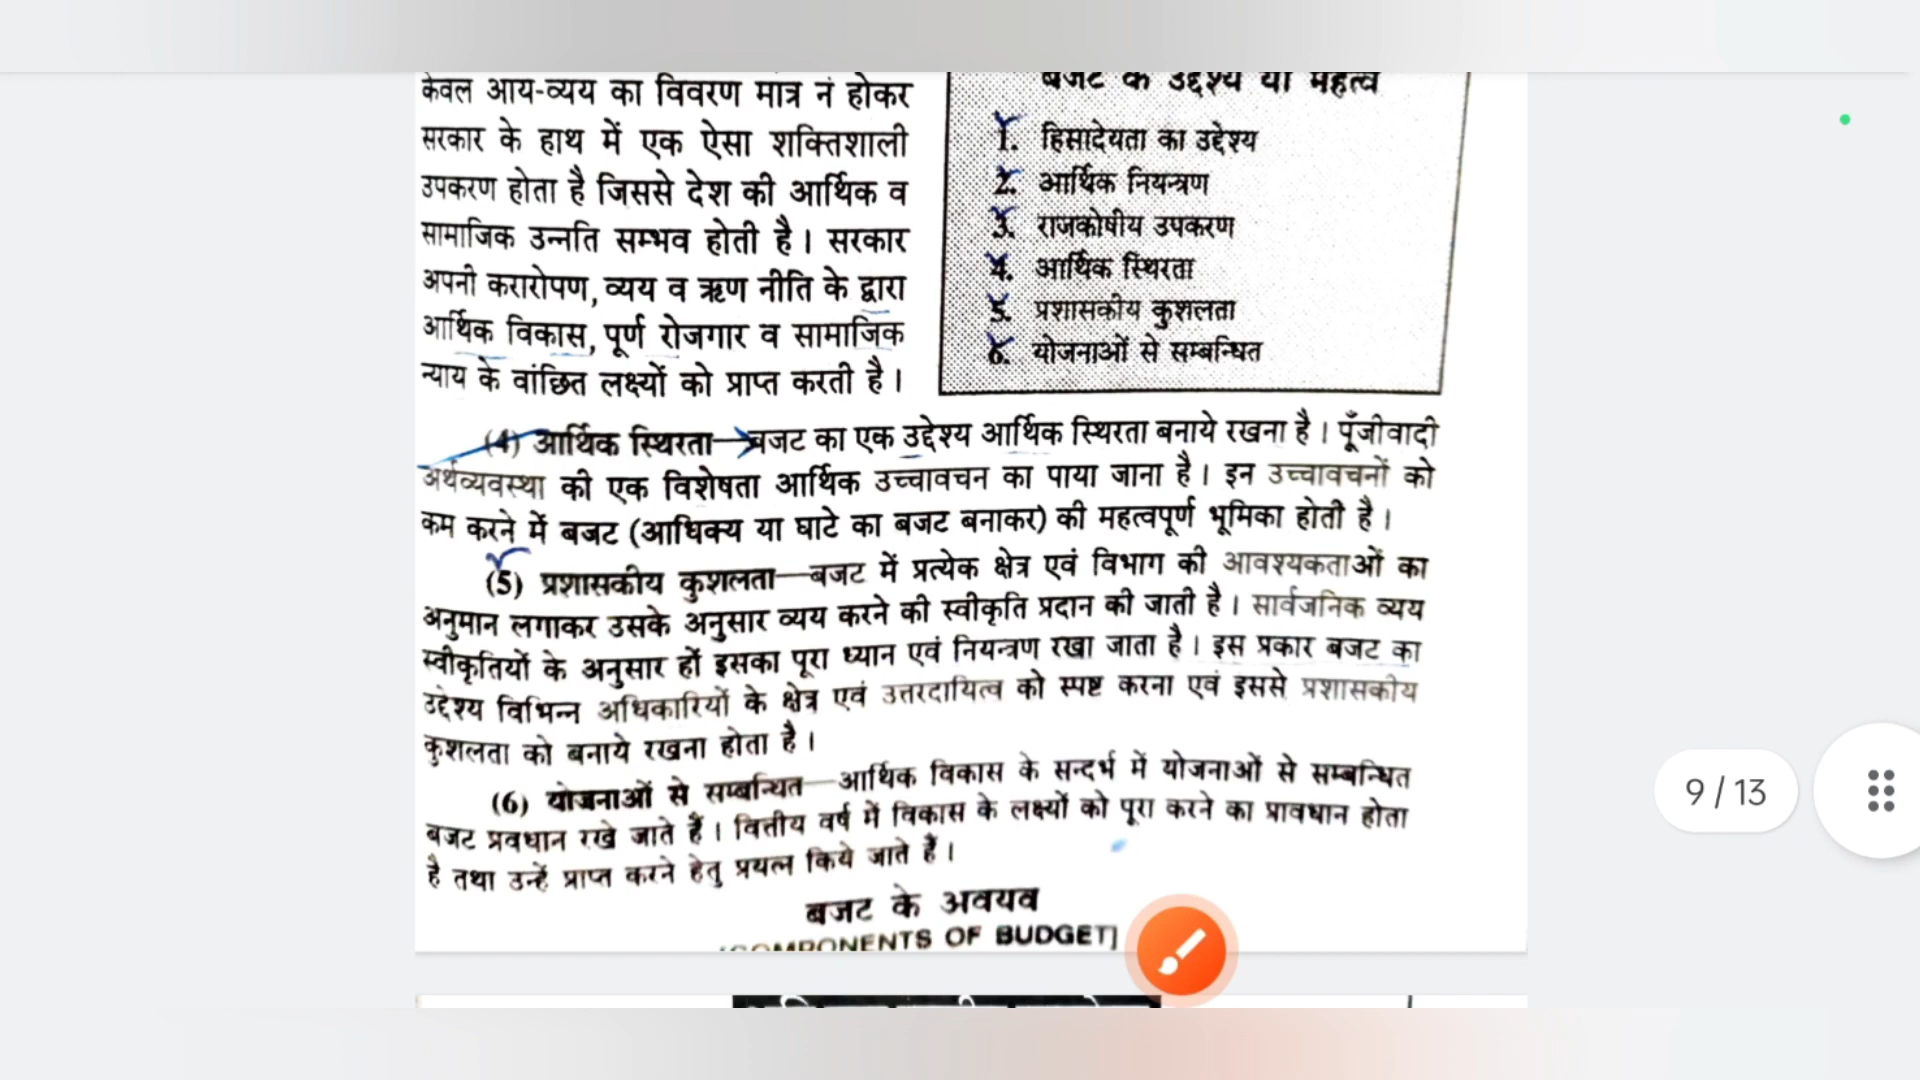 केवल आय-व्यय का विवरण मात्र नं होकर
सरकार के हाथ में एक ऐसा शक्तिशाली
उपकरण होता है जिससे देश की आर्थिक व
सामाजिक उन्नति सम्भव होती है। सरकार
अपनी करारोपण, व्यय व ऋण नीति के द्वारा
आर्थिक विकास, पूर्ण रोजगार व सामाजिक
न्याय के वांछित लक्ष्यों को प्राप्त करती है।
बजट के उद्देश्य या महत्व
1. हिसादेयता का उद्देश्य
2. आर्थिक नियन्त्रण
3. राजकोषीय उपकरण
4. आर्थिक स्थिरता
5. प्रशासकीय कुशलता
6. योजनाओं से सम्बन्धित
(4) आर्थिक स्थिरता—बजट का एक उद्देश्य आर्थिक स्थिरता बनाये रखना है। पूँजीवादी
अर्थव्यवस्था की एक विशेषता आर्थिक उच्चावचन का पाया जाना है। इन उच्चावचनों को
कम करने में बजट (आधिक्य या घाटे का बजट बनाकर) की महत्वपूर्ण भूमिका होती है।
(5) प्रशासकीय कुशलता—बजट में प्रत्येक क्षेत्र एवं विभाग की आवश्यकताओं का
अनुमान लगाकर उसके अनुसार व्यय करने की स्वीकृति प्रदान की जाती है। सार्वजनिक व्यय
स्वीकृतियों के अनुसार हों इसका पूरा ध्यान एवं नियन्त्रण रखा जाता है। इस प्रकार बजट का
उद्देश्य विभिन्न अधिकारियों के क्षेत्र एवं उत्तरदायित्व को स्पष्ट करना एवं इससे प्रशासकीय
कुशलता को बनाये रखना होता है।
(6) योजनाओं से सम्बन्धित—आर्थिक विकास के सन्दर्भ में योजनाओं से सम्बन्धित
बजट प्रवधान रखे जाते हैं। वित्तीय वर्ष में विकास के लक्ष्यों को पूरा करने का प्रावधान होता
है तथा उन्हें प्राप्त करने हेतु प्रयत्न किये जाते हैं।
बजट के अवयव
COMPONENTS OF BUDGET]
9 / 13